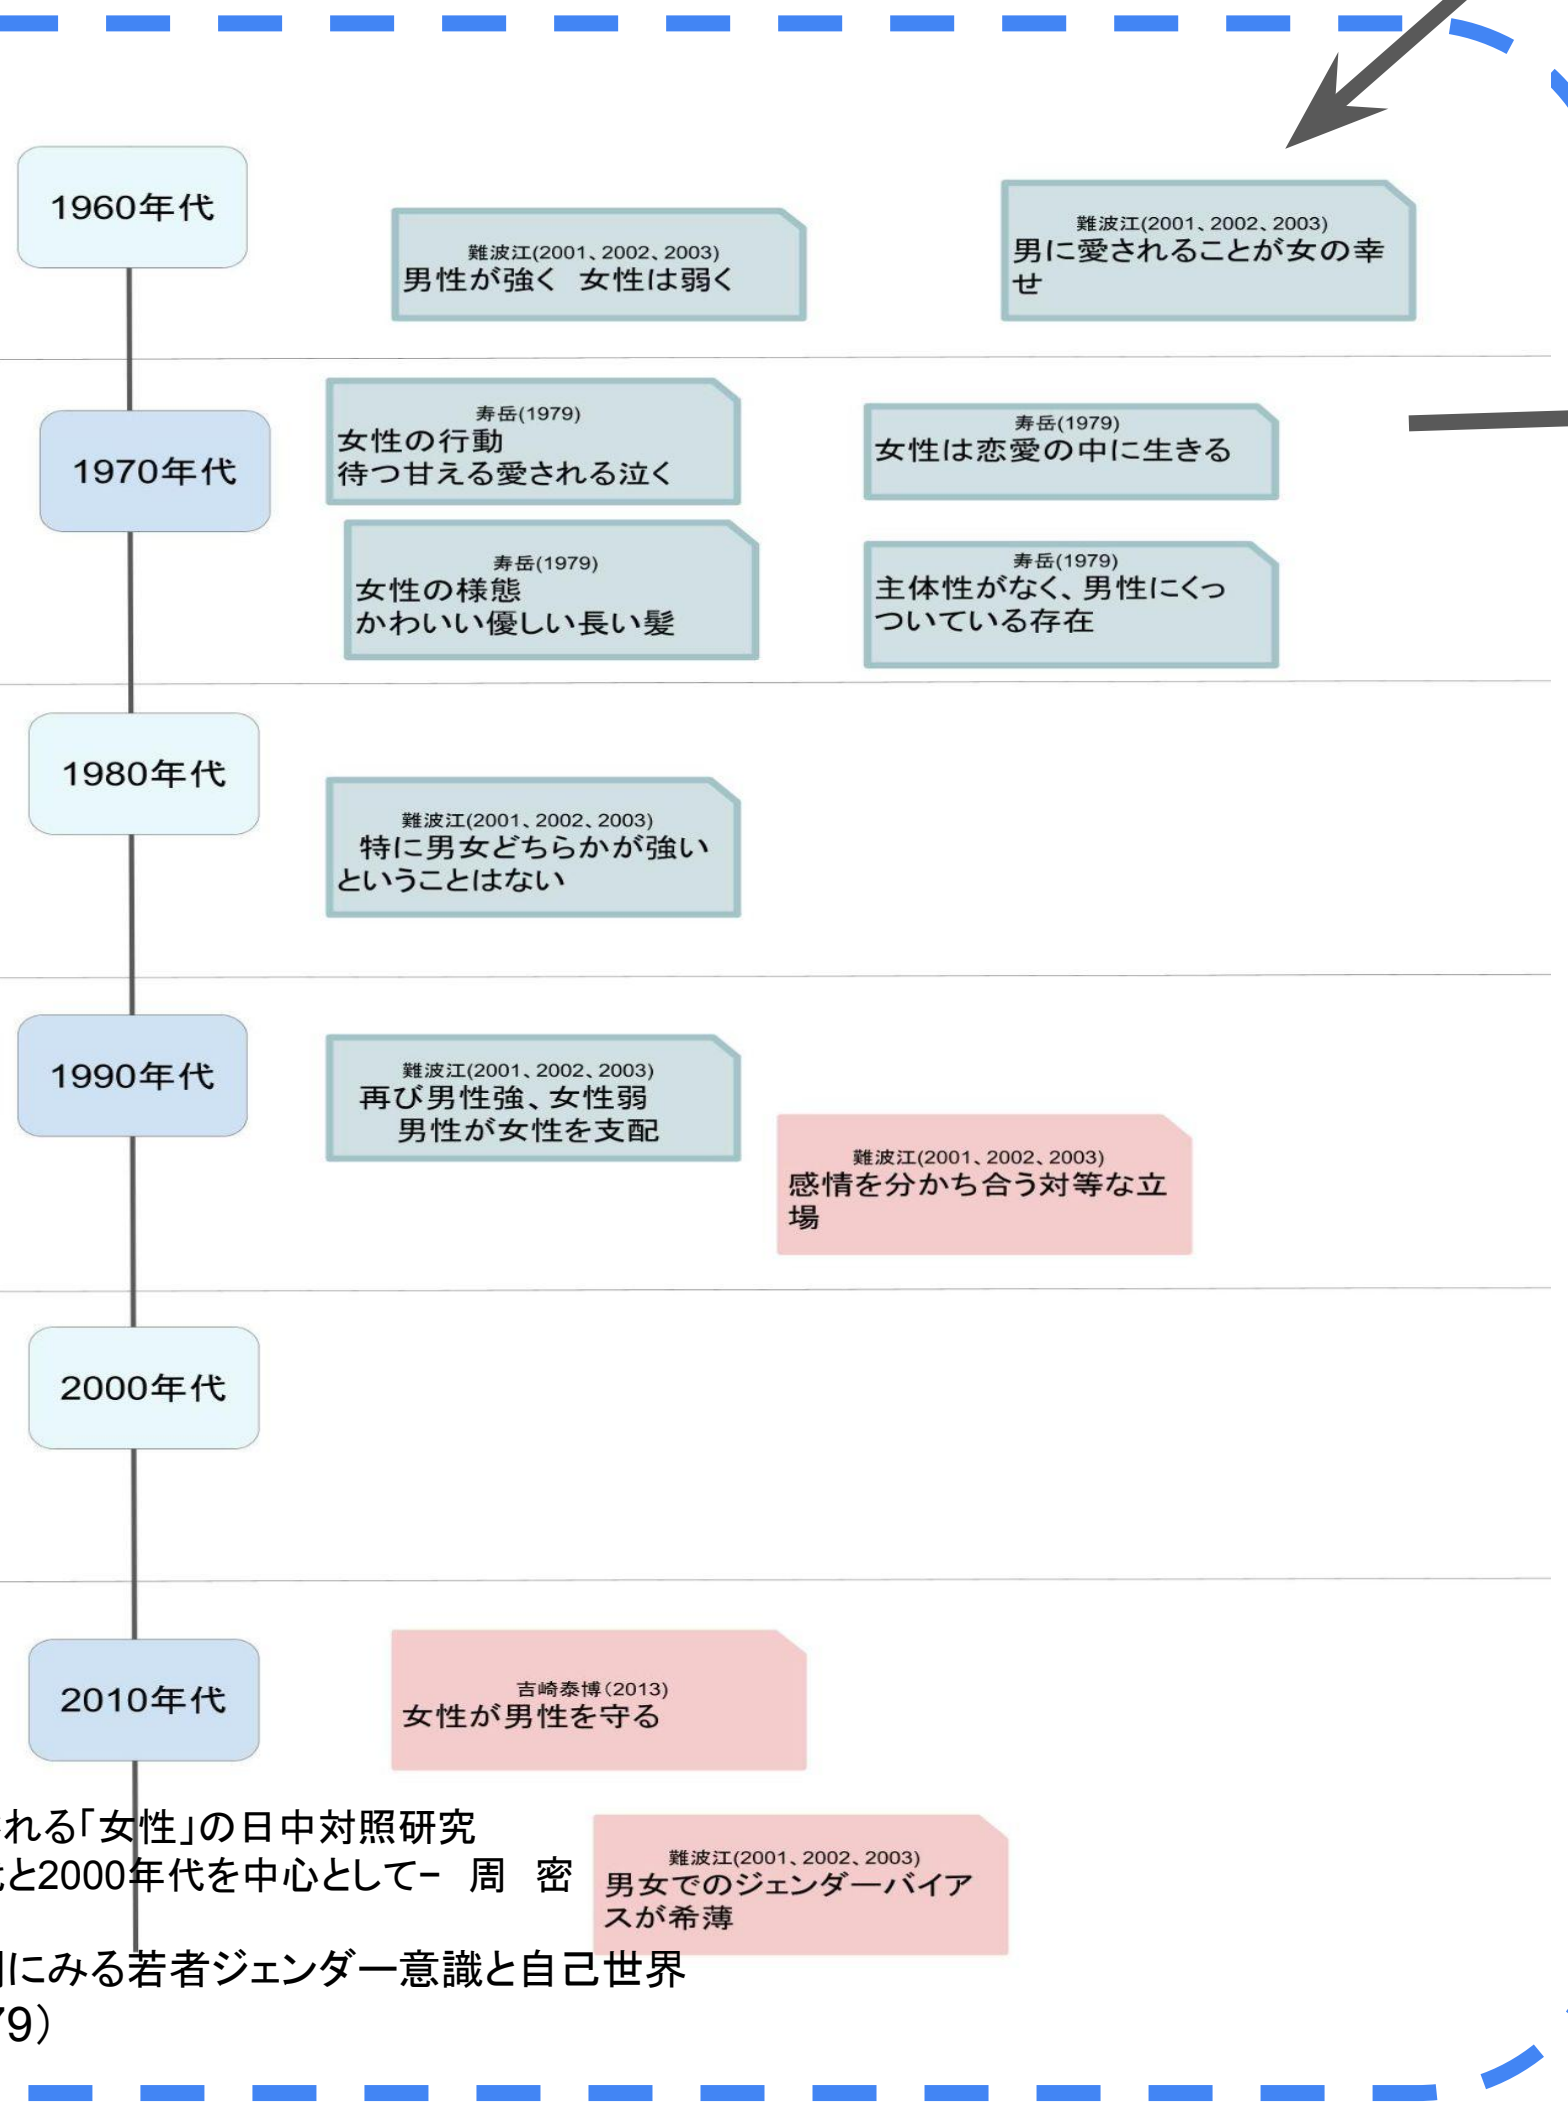 1960年代
難波江(2001、2002、2003)
男性が強く 女性は弱く
難波江(2001、2002、2003)
男に愛されることが女の幸
せ
1970年代
寿岳(1979)
女性の行動
待つ甘える愛される泣く
寿岳(1979)
女性は恋愛の中に生きる
寿岳(1979)
女性の様態
かわいい優しい長い髪
寿岳(1979)
主体性がなく、男性にくっ
ついている存在
1980年代
難波江(2001、2002、2003)
特に男女どちらかが強い
ということはない
1990年代
難波江(2001、2002、2003)
再び男性強、女性弱
男性が女性を支配
難波江(2001、2002、2003)
感情を分かち合う対等な立
場
2000年代
2010年代
吉崎泰博(2013)
女性が男性を守る
れる「女性」の日中対照研究
と2000年代を中心として− 周 密
難波江(2001、2002、2003)
男女でのジェンダーバイア
スが希薄
にみる若者ジェンダー意識と自己世界
9）